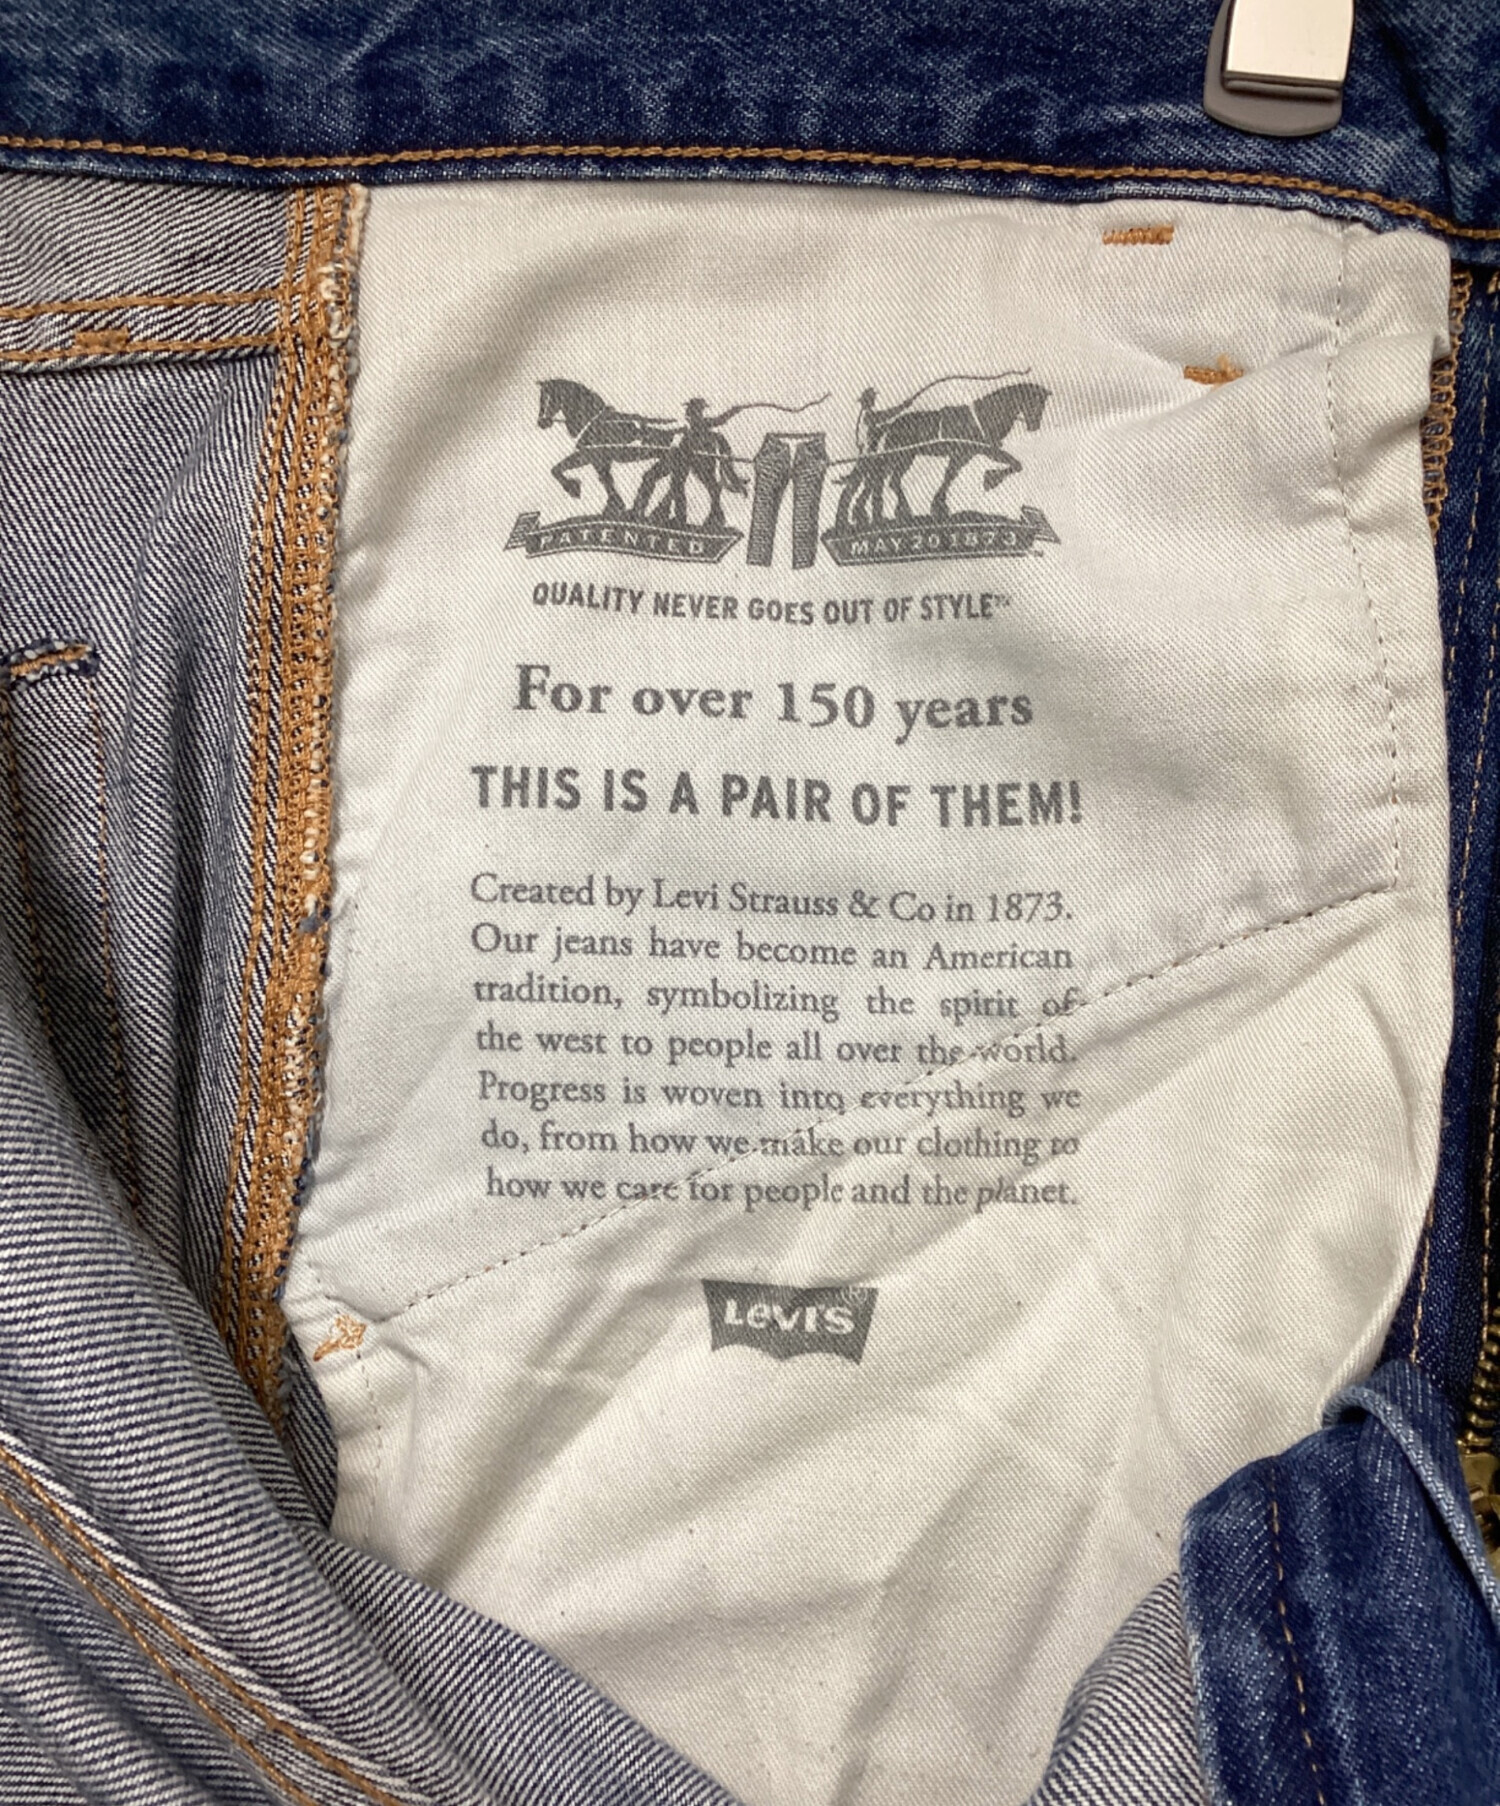 PATENTED MAY 20 1873
QUALITY NEVER GOES OUT OF STYLE™
For over 150 years
THIS IS A PAIR OF THEM!
Created by Levi Strauss & Co in 1873.
Our jeans have become an American
tradition, symbolizing the spirit of
the west to people all over the world.
Progress is woven into everything we
do, from how we make our clothing to
how we care for people and the planet.
LEVI'S®